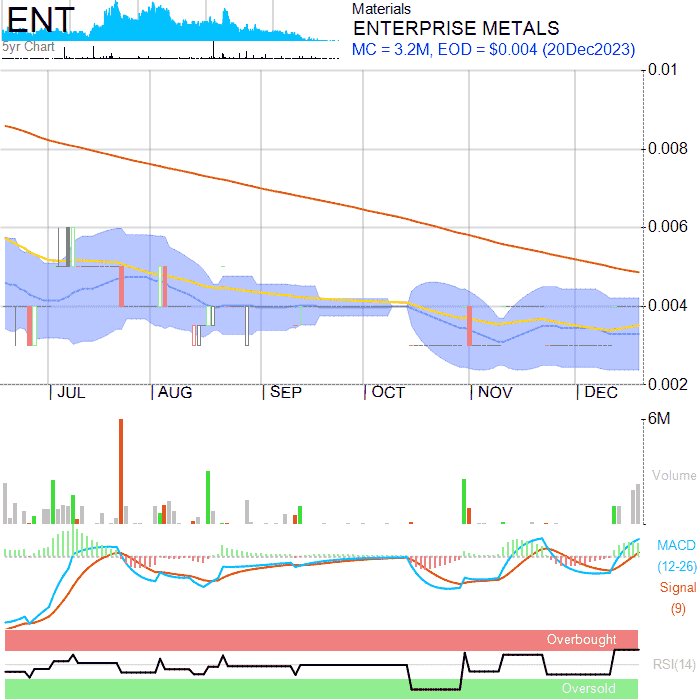 ENT
5yr Chart
Materials
ENTERPRISE METALS
MC = 3.2M, EOD = $0.004 (20Dec2023)
0.01
0.008
0.006
0.004
0.002
JUL AUG SEP OCT NOV DEC
6M
Volume
MACD
(12-26)
Signal
(9)
Overbought
RSI(14)
Oversold